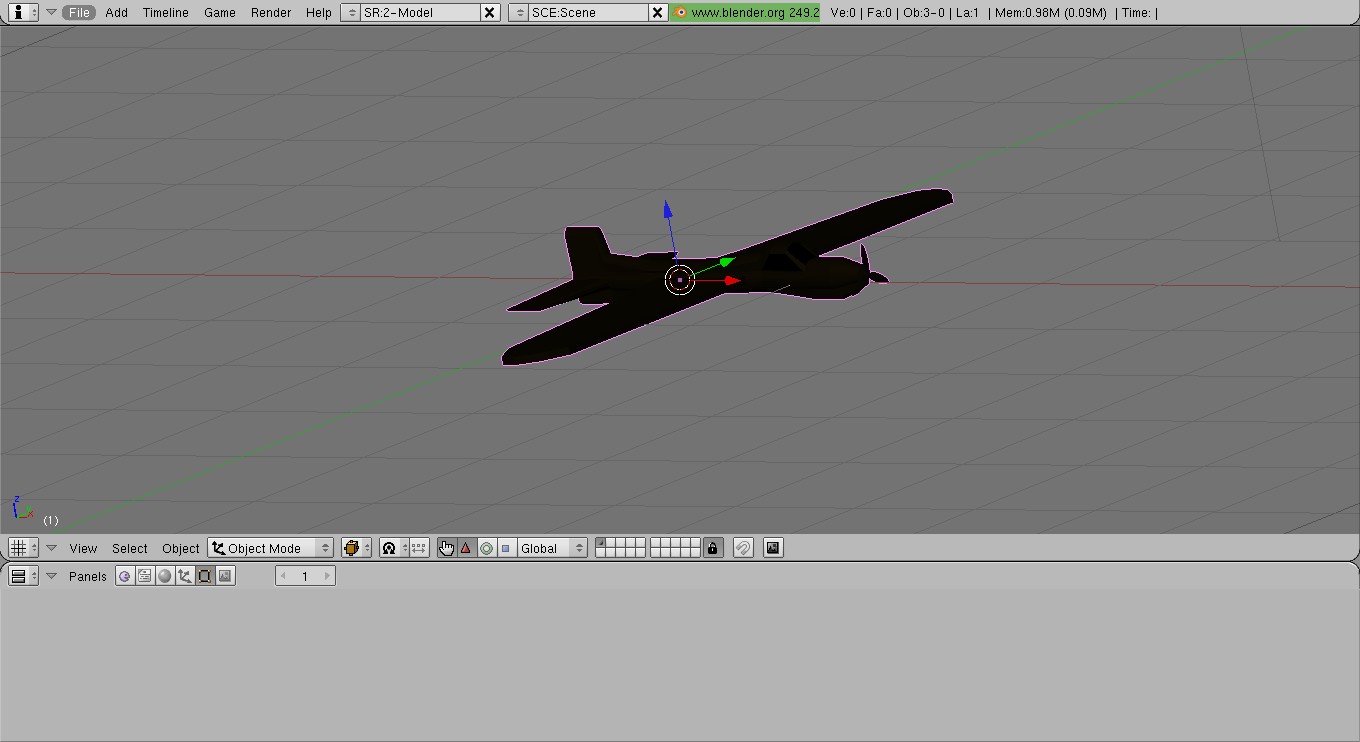 File Add Timeline Game Render Help SR:2-Model SCE:Scene www.blender.org 249.2 Ve:0 | Fa:0 | Ob:3-0 | La:1 | Mem:0.98M (0.09M) | Time: |
z
x
(1)
View Select Object Object Mode Global
Panels 1